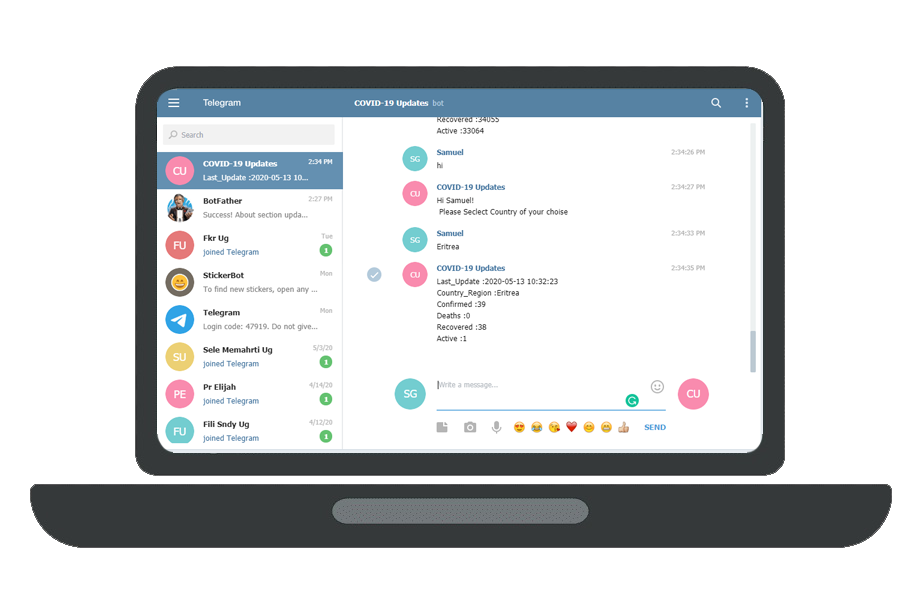 Telegram
COVID-19 Updates bot
Search
CU
COVID-19 Updates 2:34 PM
Last_Update :2020-05-13 10...
BotFather 2:27 PM
Success! About section upda...
FU
Fkr Ug Tue
joined Telegram 1
StickerBot Mon
To find new stickers, open any ...
Telegram Mon
Login code: 47919. Do not give...
SU
Sele Memahrti Ug 5/3/20
joined Telegram 1
PE
Pr Elijah 4/14/20
joined Telegram 1
FU
Fili Sndy Ug 4/12/20
joined Telegram 1
Recovered :34055
Active :33064
SG
Samuel 2:34:26 PM
hi
CU
COVID-19 Updates 2:34:27 PM
Hi Samuel!
Please Seclect Country of your choise
SG
Samuel 2:34:33 PM
Eritrea
CU
COVID-19 Updates 2:34:35 PM
Last_Update :2020-05-13 10:32:23
Country_Region :Eritrea
Confirmed :39
Deaths :0
Recovered :38
Active :1
SG
Write a message...
CU
SEND